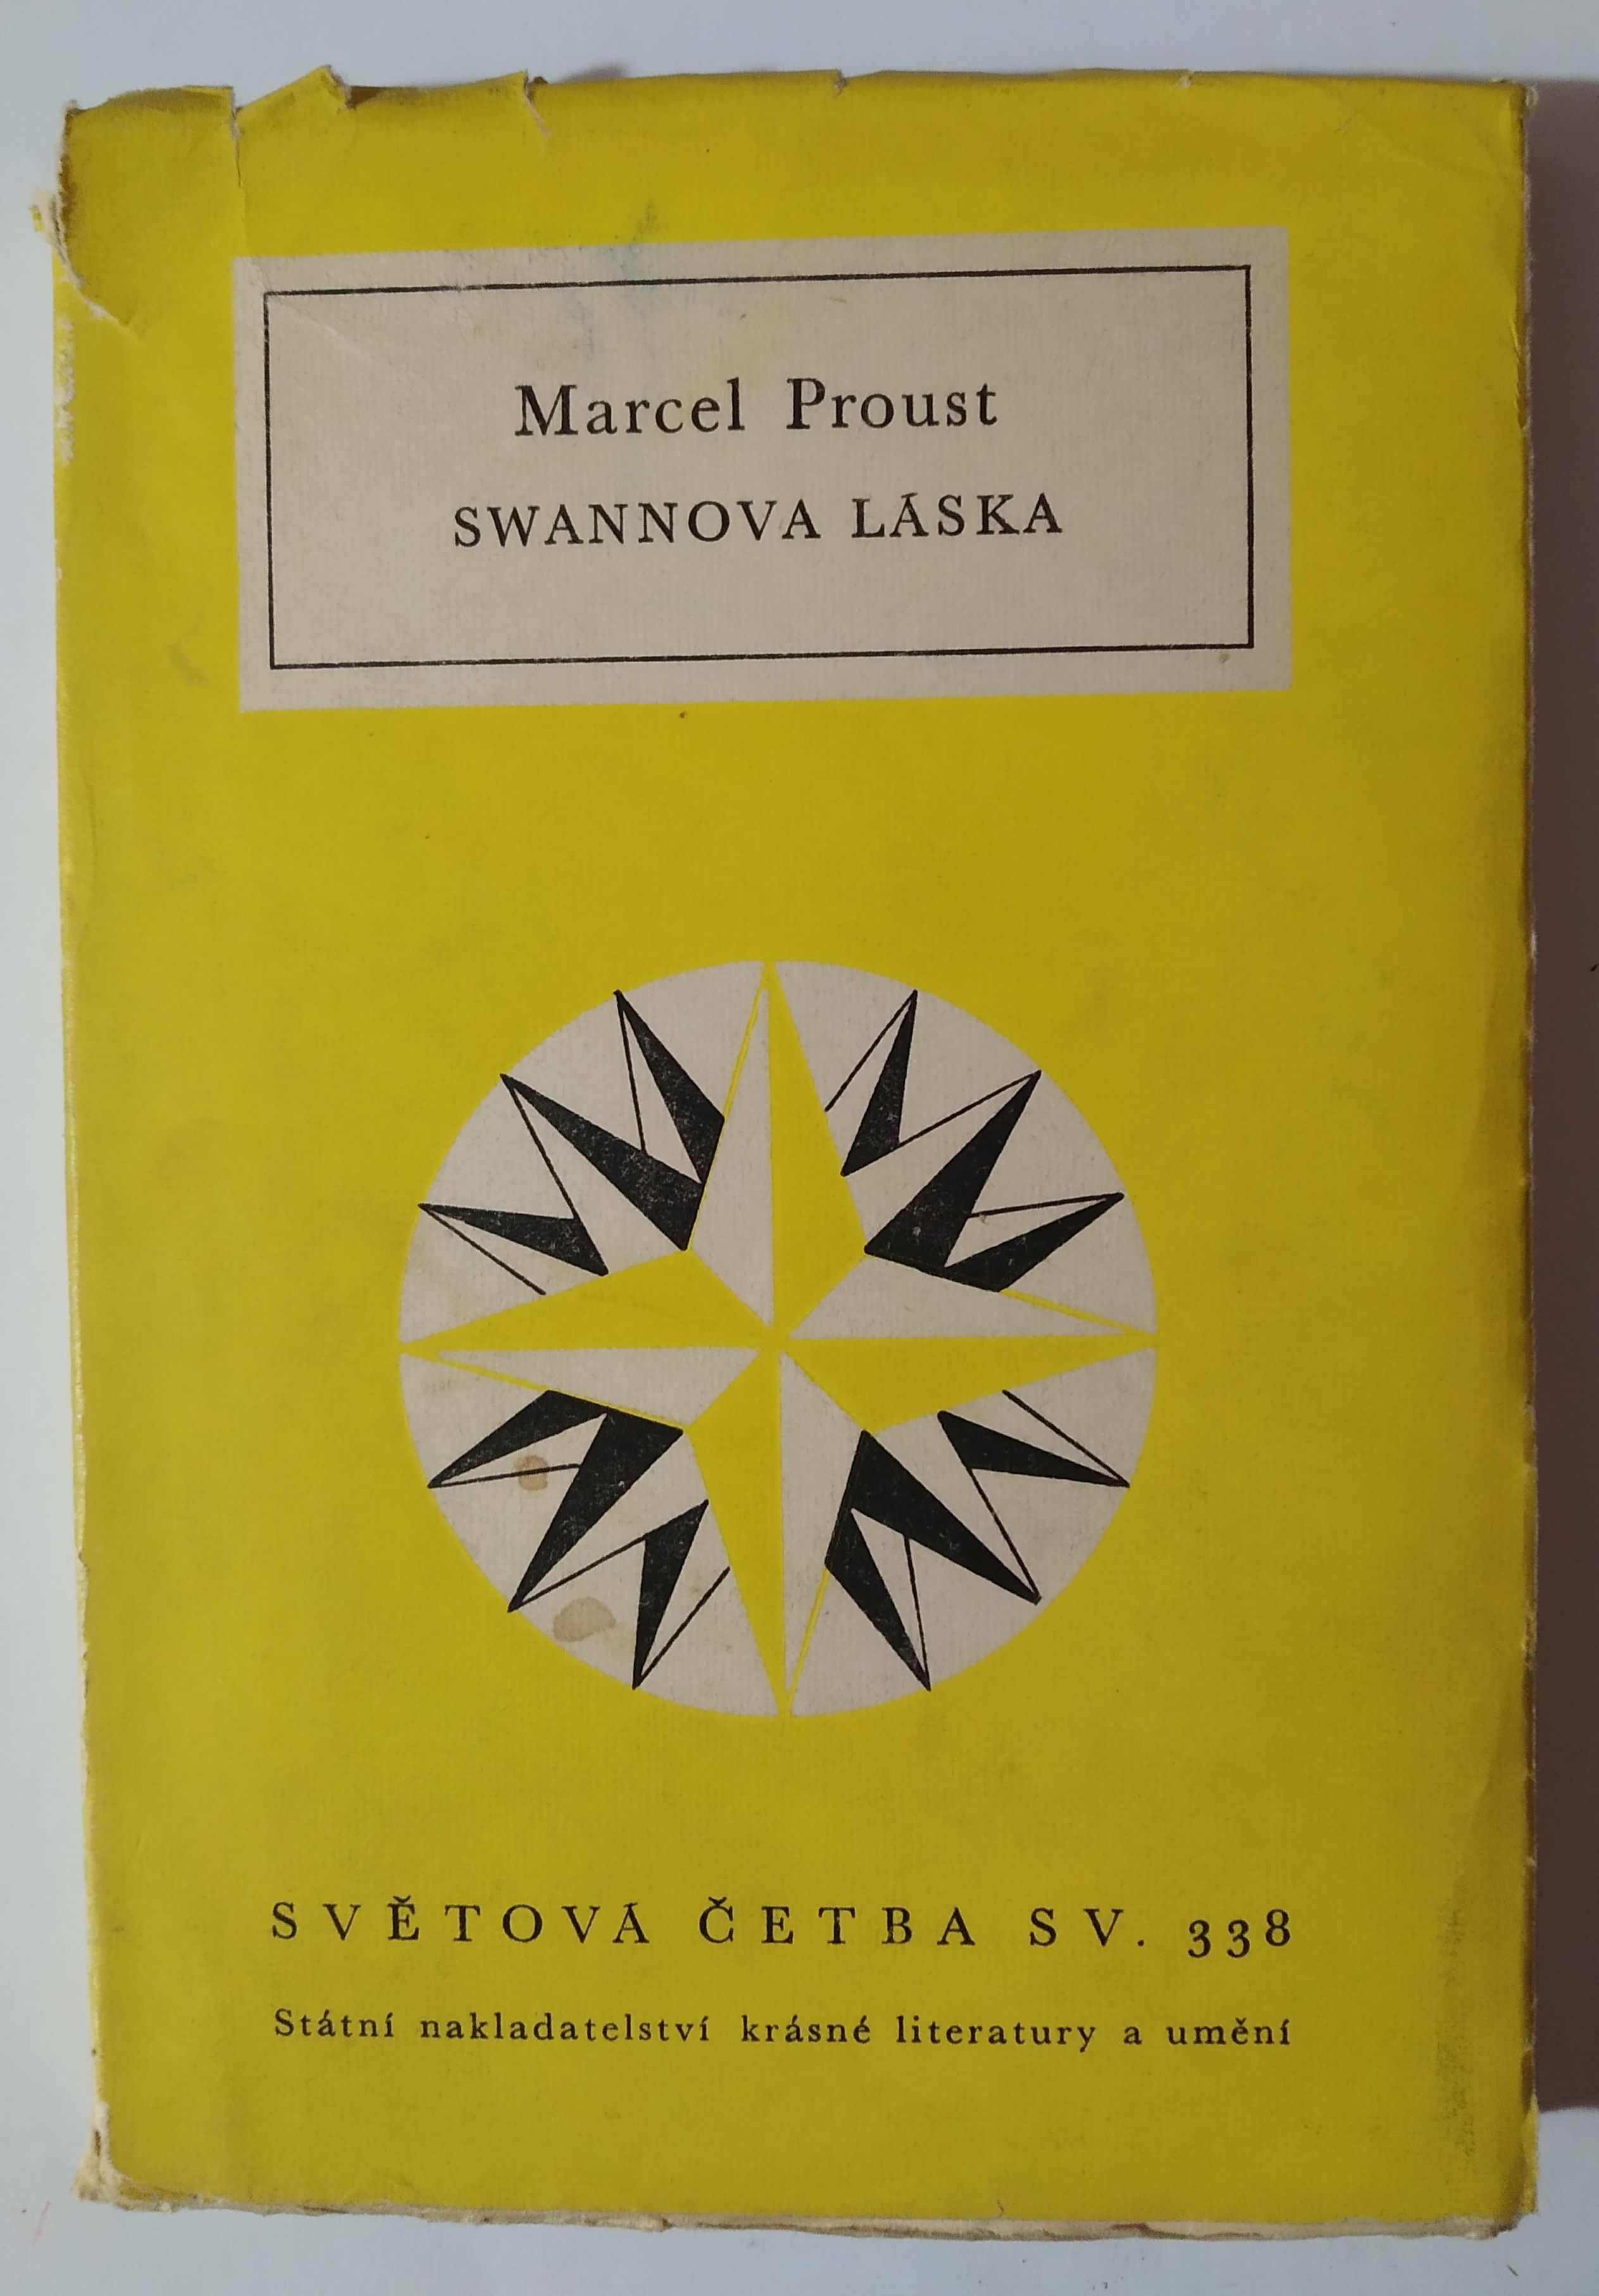 Marcel Proust
SWANNOVA LÁSKA
SVĚTOVÁ ČETBA SV. 338
Státní nakladatelství krásné literatury a umění